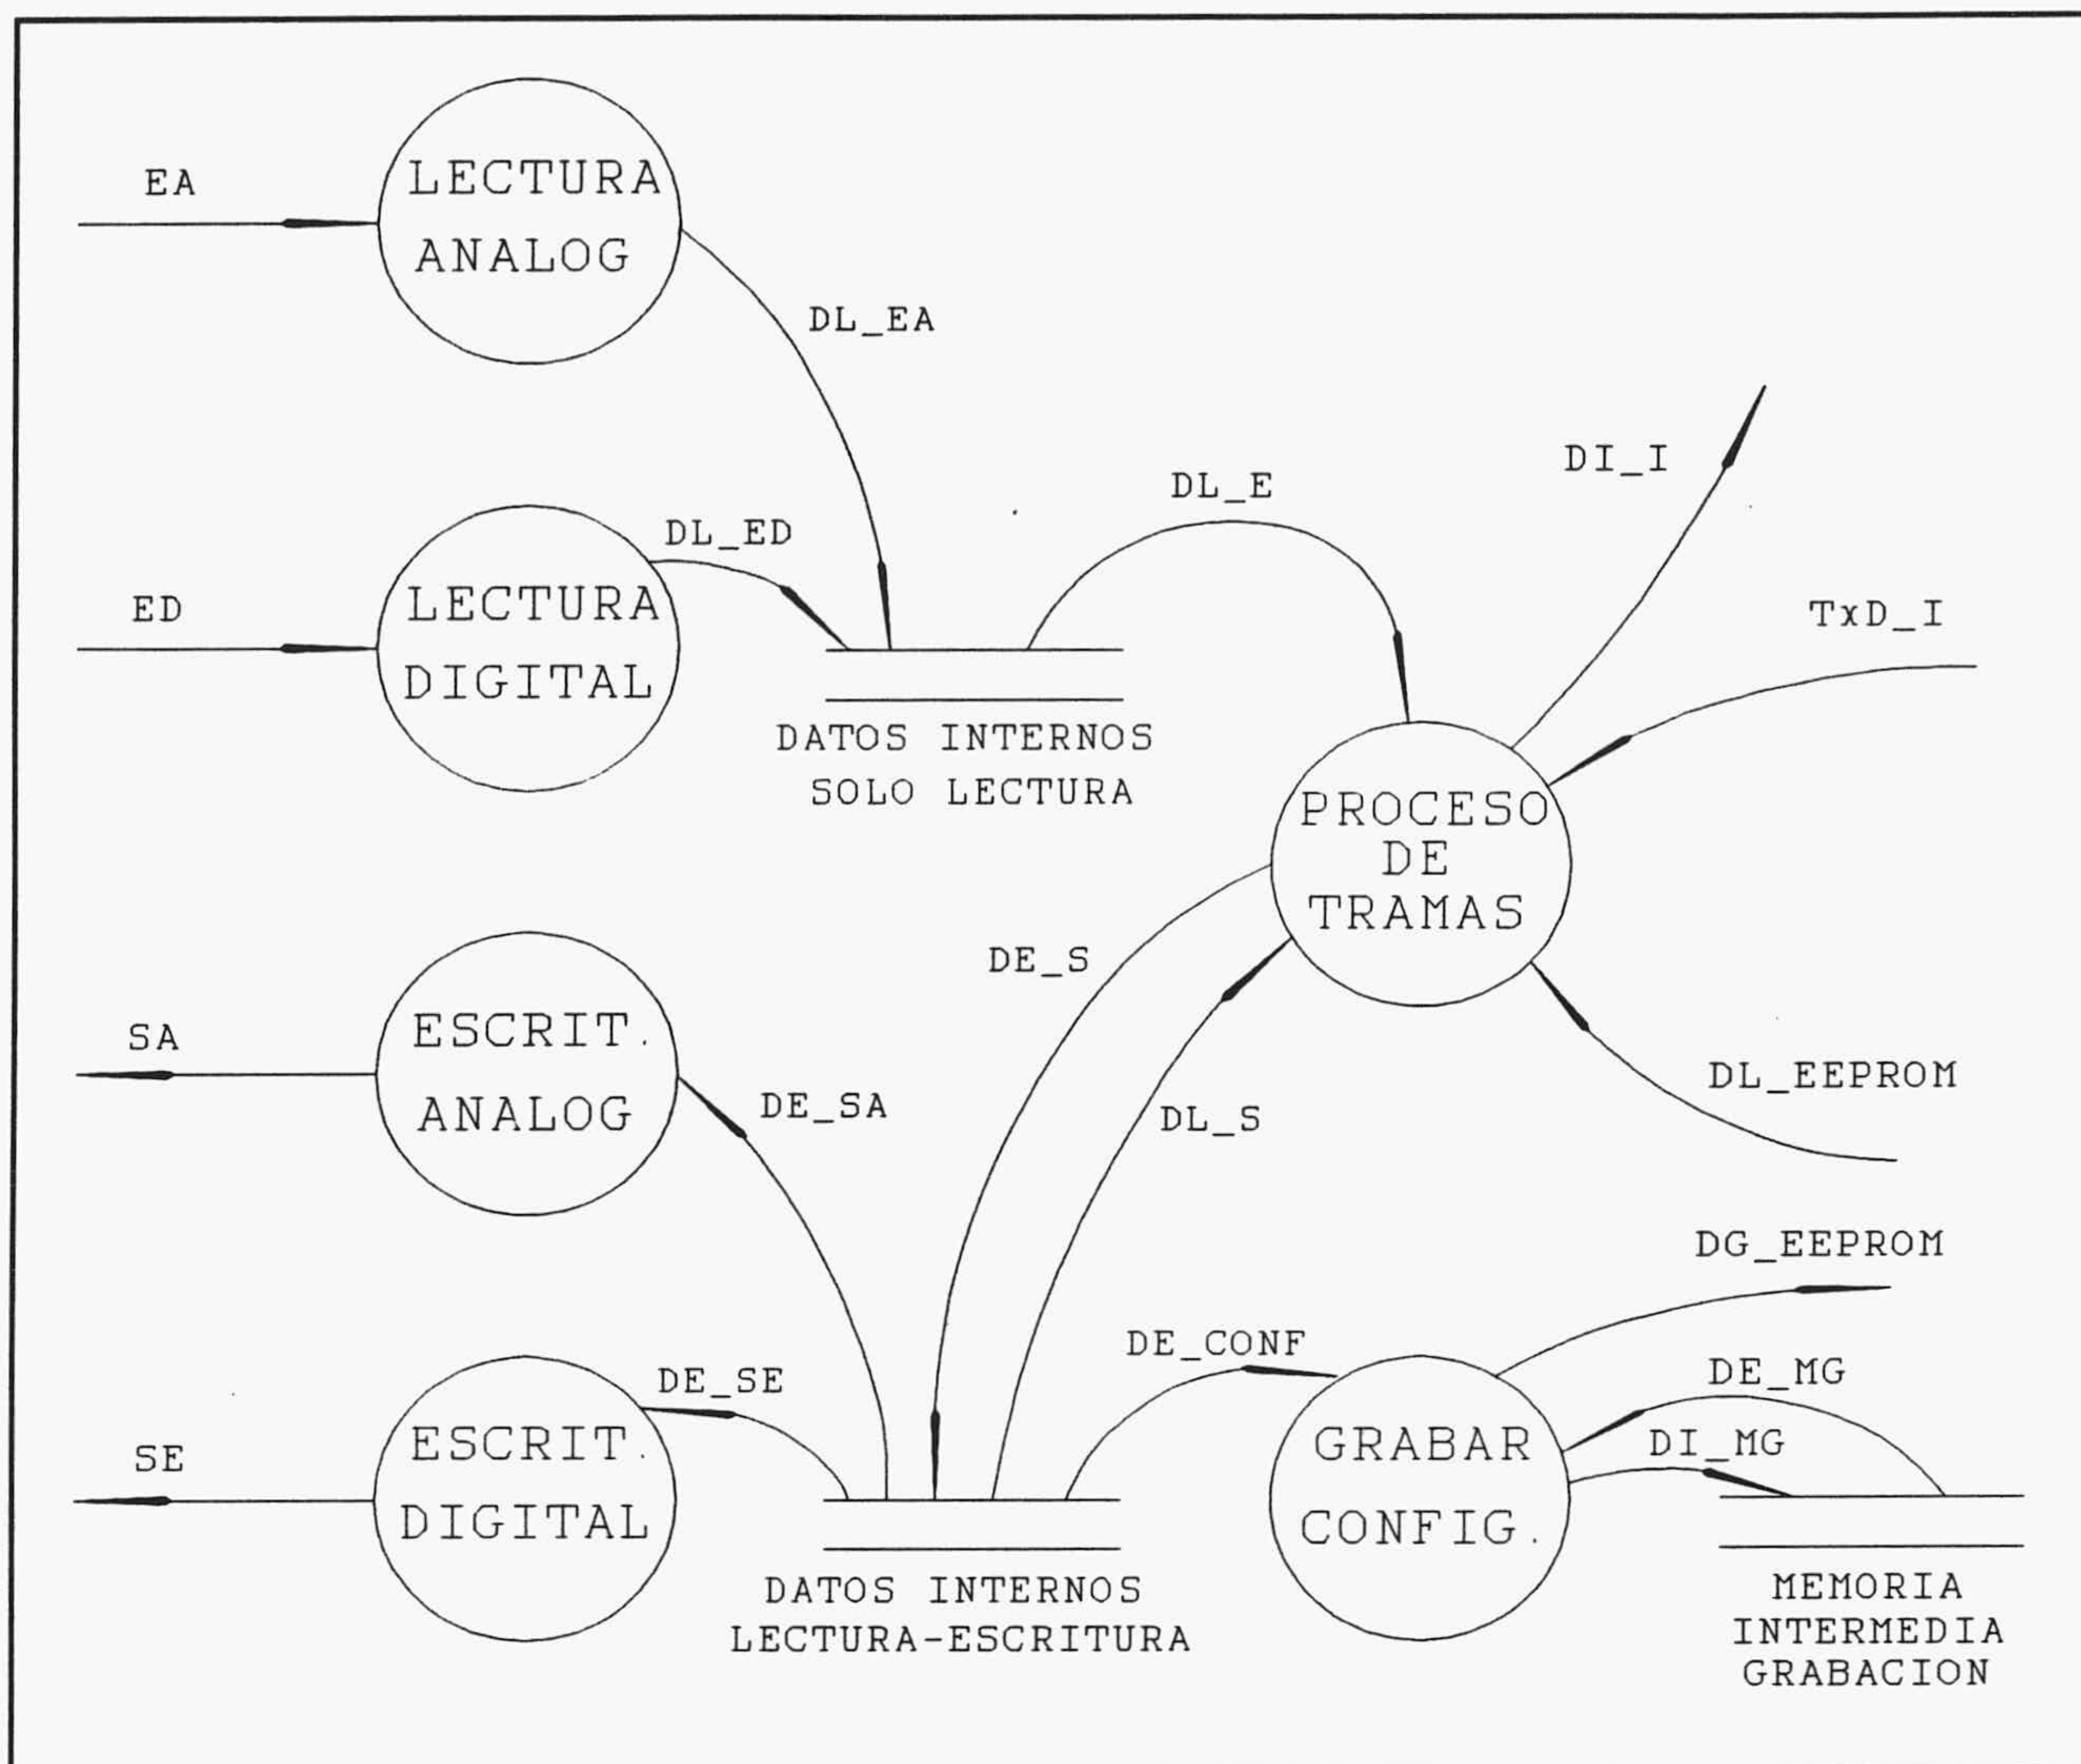 EA
LECTURA
ANALOG
DL_EA
DI_I
DL_E
DL_ED
ED
LECTURA
DIGITAL
TxD_I
DATOS INTERNOS
SOLO LECTURA
PROCESO
DE
TRAMAS
DE_S
SA
ESCRIT.
ANALOG
DE_SA
DL_S
DL_EEPROM
DG_EEPROM
DE_CONF
DE_MG
DE_SE
SE
ESCRIT.
DIGITAL
GRABAR
CONFIG.
DI_MG
DATOS INTERNOS
LECTURA-ESCRITURA
MEMORIA
INTERMEDIA
GRABACION